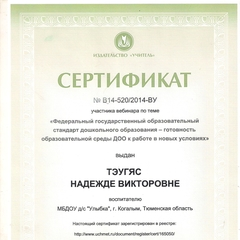 ИЗДАТЕЛЬСТВО «УЧИТЕЛЬ»
СЕРТИФИКАТ
№ В14-520/2014-ВУ
участника вебинара по теме
«Федеральный государственный образовательный
стандарт дошкольного образования – готовность
образовательной среды ДОО к работе в новых условиях»
выдан
ТЭУГЯС
НАДЕЖДЕ ВИКТОРОВНЕ
воспитателю
МБДОУ д/с "Улыбка", г. Когалым, Тюменская область
Настоящий сертификат зарегистрирован в реестре:
http://www.uchmet.ru/document/register/cert/160050/